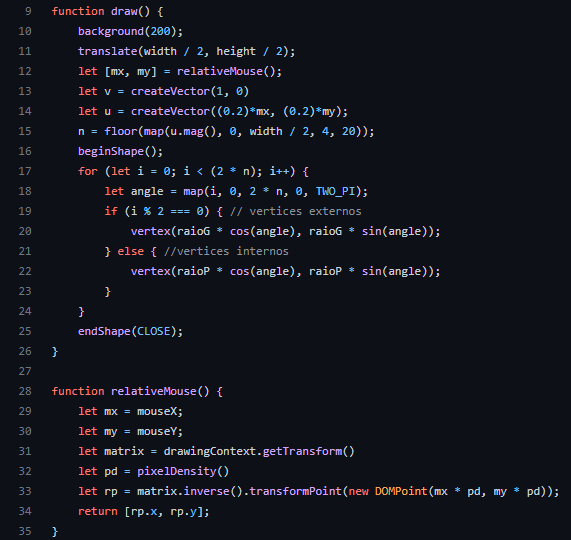 9 function draw() {
10 background(200);
11 translate(width / 2, height / 2);
12 let [mx, my] = relativeMouse();
13 let v = createVector(1, 0)
14 let u = createVector((0.2)*mx, (0.2)*my);
15 n = floor(map(u.mag(), 0, width / 2, 4, 20));
16 beginShape();
17 for (let i = 0; i < (2 * n); i++) {
18 let angle = map(i, 0, 2 * n, 0, TWO_PI);
19 if (i % 2 === 0) { // vertices externos
20 vertex(raioG * cos(angle), raioG * sin(angle));
21 } else { //vertices internos
22 vertex(raioP * cos(angle), raioP * sin(angle));
23 }
24 }
25 endShape(CLOSE);
26 }
27
28 function relativeMouse() {
29 let mx = mouseX;
30 let my = mouseY;
31 let matrix = drawingContext.getTransform()
32 let pd = pixelDensity()
33 let rp = matrix.inverse().transformPoint(new DOMPoint(mx * pd, my * pd));
34 return [rp.x, rp.y];
35 }